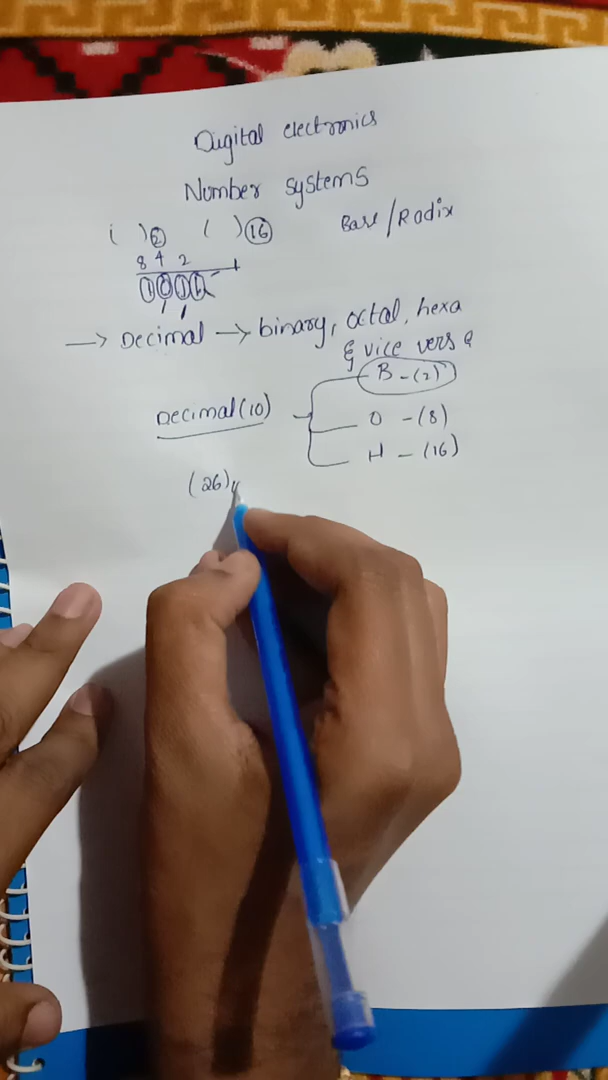 Digital electronics
Number systems
( )2 ( )16 Base/Radix
8 4 2 1
→ Decimal → binary, octal, hexa
& vice versa
Decimal(10) B-(2)
O -(8)
H -(16)
(26)